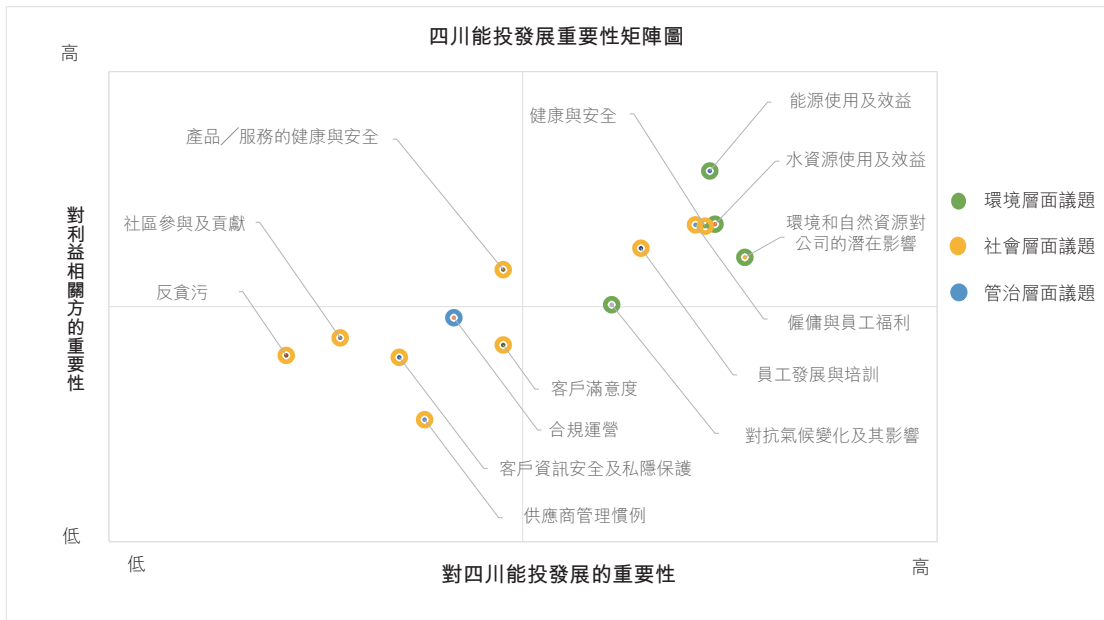 四川能投發展重要性矩陣圖
高
能源使用及效益
健康與安全
產品／服務的健康與安全
水資源使用及效益
環境層面議題
社區參與及貢獻
環境和自然資源對
公司的潛在影響
社會層面議題
對利益相關方的重要性
反貪污
管治層面議題
僱傭與員工福利
員工發展與培訓
客戶滿意度
合規運營
對抗氣候變化及其影響
客戶資訊安全及私隱保護
供應商管理慣例
低
低
對四川能投發展的重要性
高